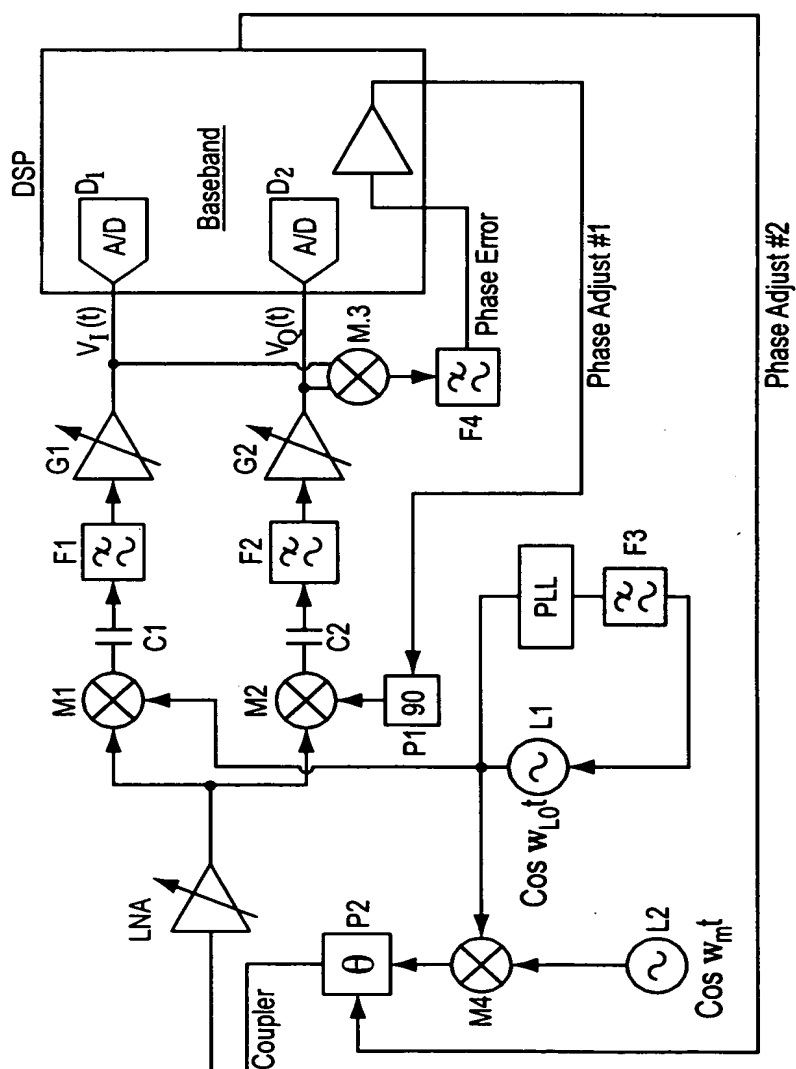 DSP
D1
A/D
VI(t)
G1
F1
C1
M1
LNA
Baseband
D2
A/D
VQ(t)
M.3
G2
F2
C2
M2
P1
90
Phase Error
F4
Phase Adjust #1
PLL
F3
L1
Cos wL0t
P2
θ
M4
L2
Cos wmt
Coupler
Phase Adjust #2